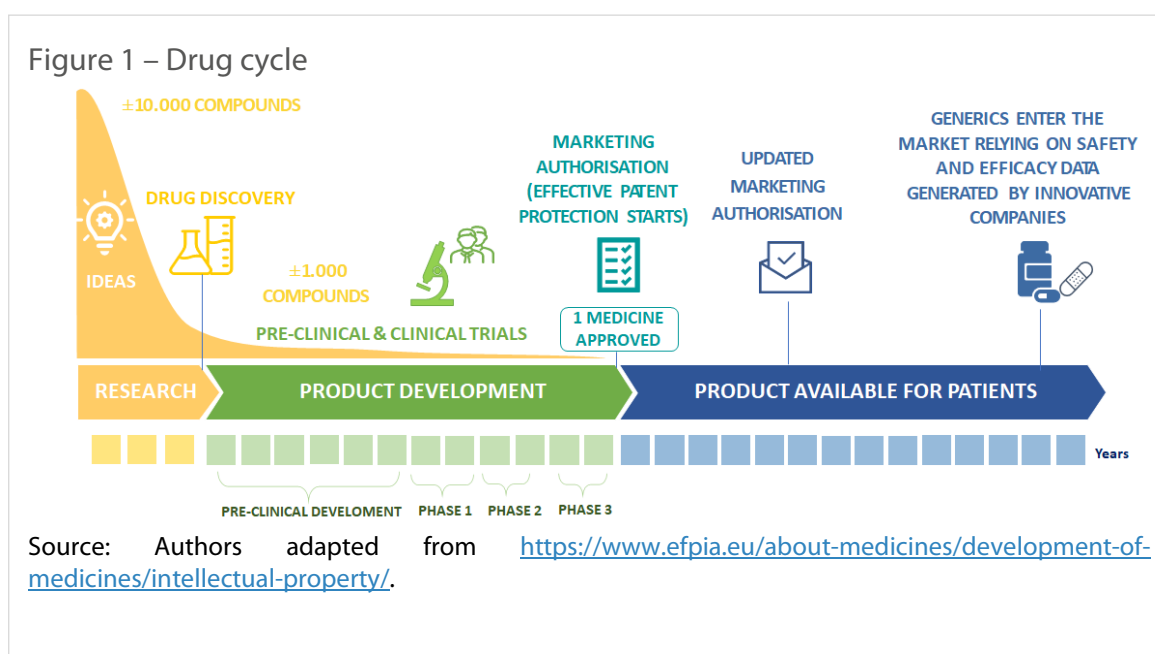 Figure 1 – Drug cycle
±10.000 COMPOUNDS
IDEAS
DRUG DISCOVERY
±1.000
COMPOUNDS
PRE-CLINICAL & CLINICAL TRIALS
MARKETING
AUTHORISATION
(EFFECTIVE PATENT
PROTECTION STARTS)
1 MEDICINE
APPROVED
UPDATED
MARKETING
AUTHORISATION
GENERICS ENTER THE
MARKET RELYING ON SAFETY
AND EFFICACY DATA
GENERATED BY INNOVATIVE
COMPANIES
RESEARCH
PRODUCT DEVELOPMENT
PRODUCT AVAILABLE FOR PATIENTS
Years
PRE-CLINICAL DEVELOMENT
PHASE 1
PHASE 2
PHASE 3
Source: Authors adapted from https://www.efpia.eu/about-medicines/development-of-
medicines/intellectual-property/.